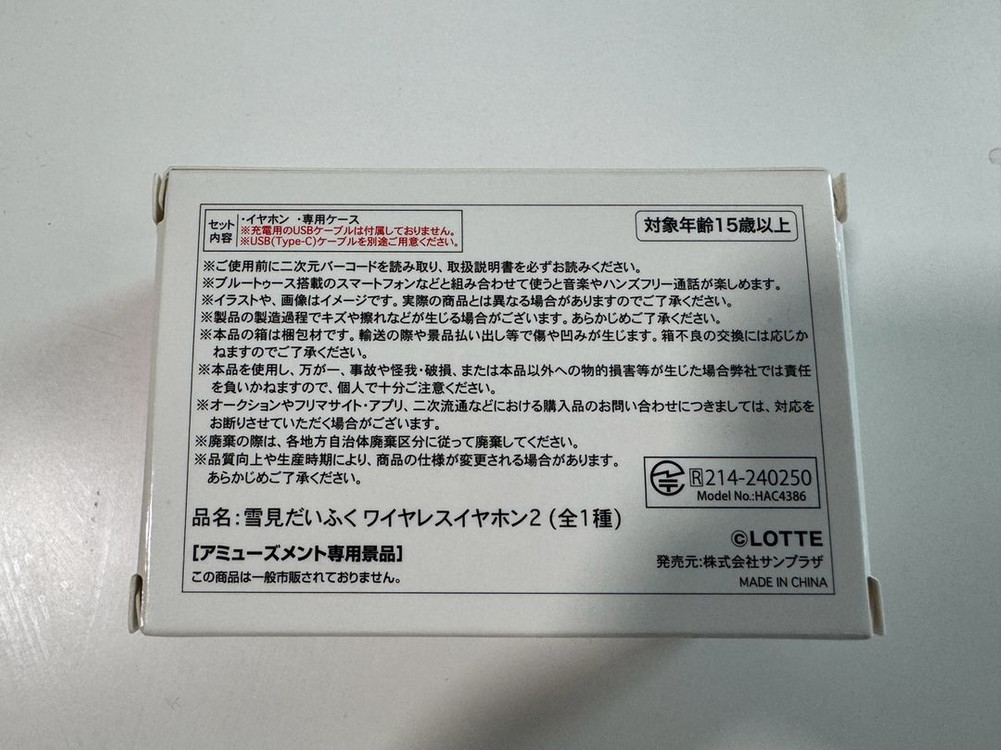 セット
内容
・イヤホン ・専用ケース
※充電用のUSBケーブルは付属しておりません。
※USB(Type-C)ケーブルを別途ご用意ください。
対象年齢15歳以上
※ご使用前に二次元バーコードを読み取り、取扱説明書を必ずお読みください。
※ブルートゥース搭載のスマートフォンなどと組み合わせて使うと音楽やハンズフリー通話が楽しめます。
※イラストや、画像はイメージです。実際の商品とは異なる場合がありますのでご了承ください。
※製品の製造過程でキズや擦れなどが生じる場合がございます。あらかじめご了承ください。
※本品の箱は梱包材です。輸送の際や景品払い出し等で傷や凹みが生じます。箱不良の交換には応じか
ねますのでご了承ください。
※本品を使用し、万が一、事故や怪我・破損、または本品以外への物的損害等が生じた場合弊社では責任
を負いかねますので、個人で十分ご注意ください。
※オークションやフリマサイト・アプリ、二次流通などにおける購入品のお問い合わせにつきましては、対応を
お断りさせていただく場合がございます。
※廃棄の際は、各地方自治体廃棄区分に従って廃棄してください。
※品質向上や生産時期により、商品の仕様が変更される場合があります。
あらかじめご了承ください。
R 214-240250
Model No.:HAC4386
品名：雪見だいふくワイヤレスイヤホン2（全1種）
[アミューズメント専用景品]
この商品は一般市販されておりません。
©LOTTE
発売元：株式会社サンプラザ
MADE IN CHINA